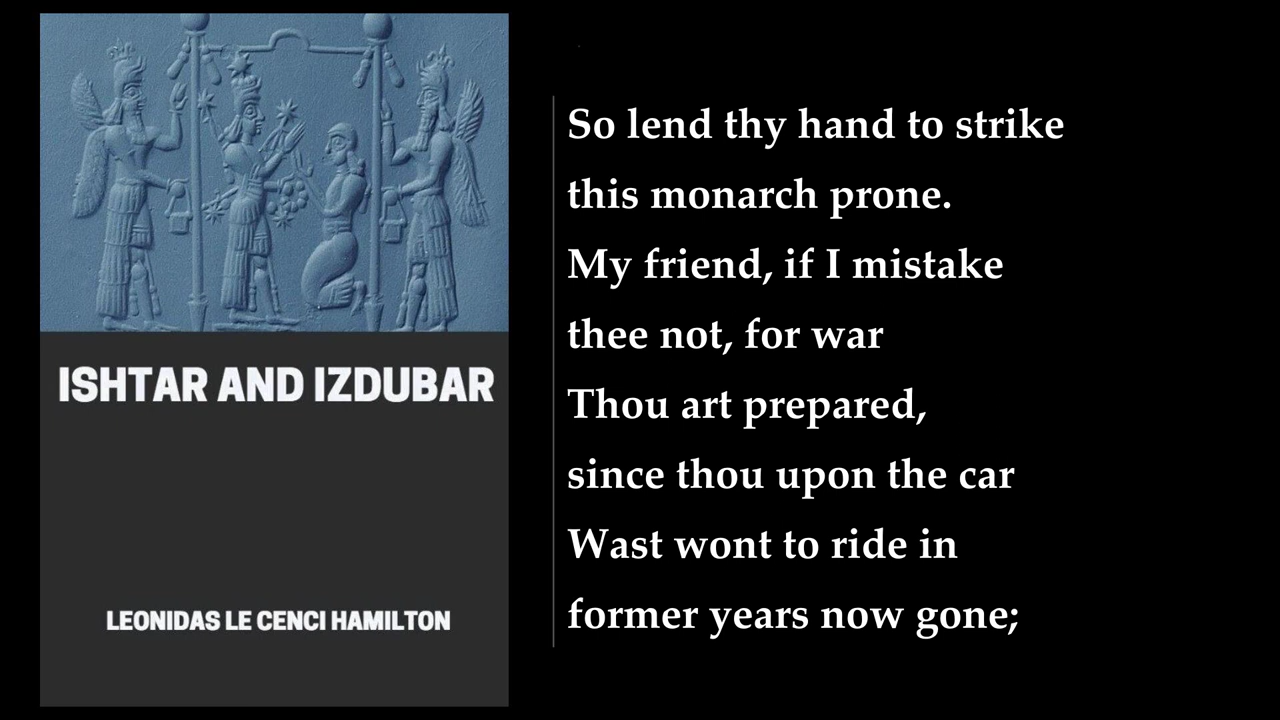 ISHTAR AND IZDUBAR
LEONIDAS LE CENCI HAMILTON
So lend thy hand to strike
this monarch prone.
My friend, if I mistake
thee not, for war
Thou art prepared,
since thou upon the car
Wast wont to ride in
former years now gone;